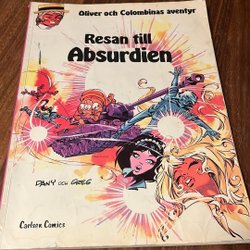 Oliver och Colombinas äventyr
Resan till
Absurdien
DANY OCH GREG
Carlsen Comics